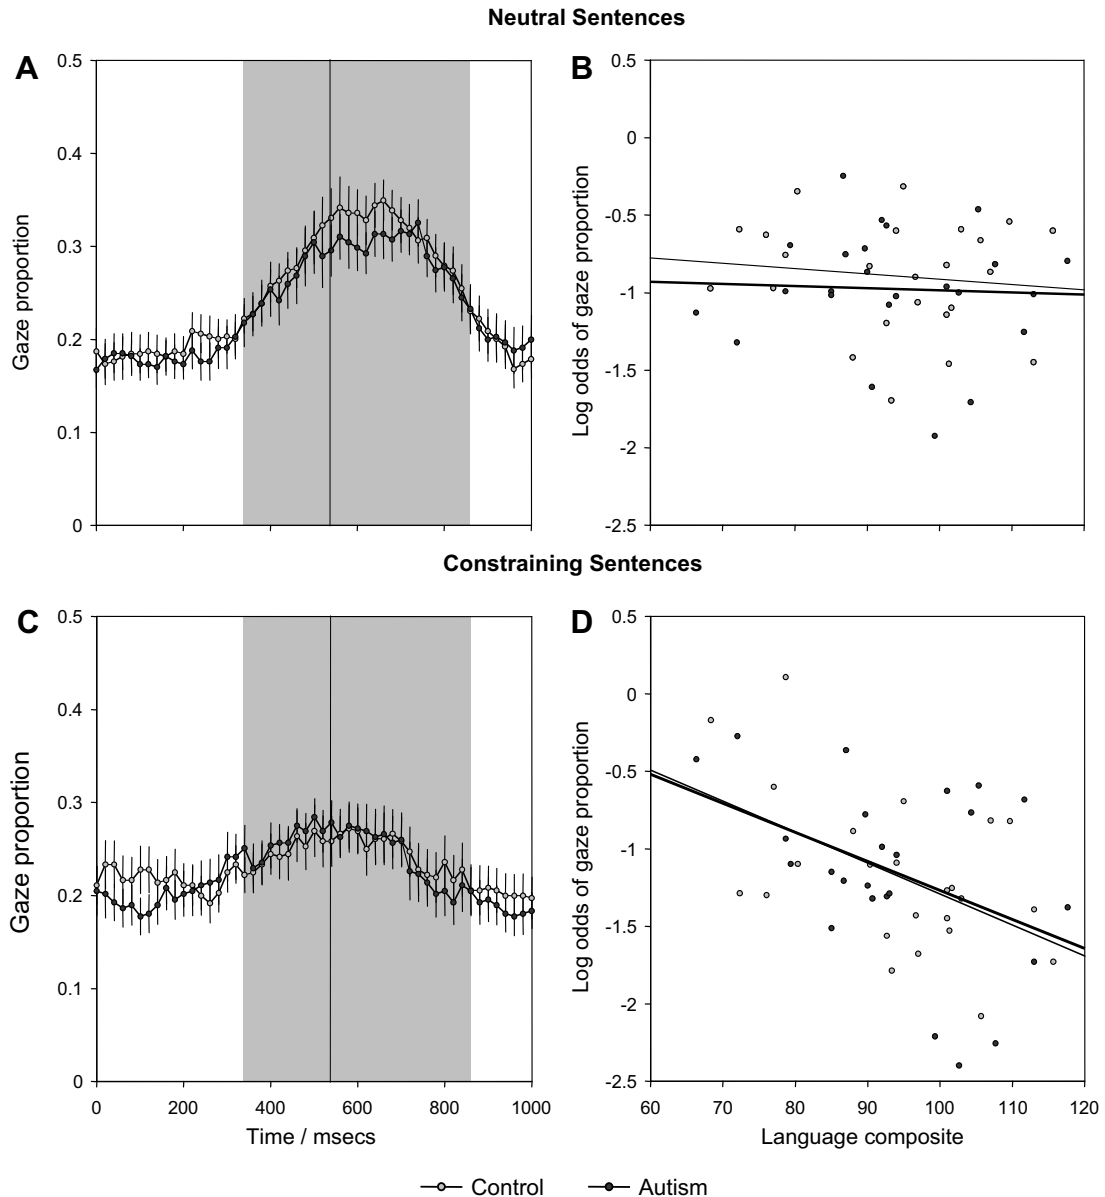 Neutral Sentences
A
B
0.5
0.4
0.3
0.2
0.1
0
Gaze proportion
0.5
0
-0.5
-1
-1.5
-2
-2.5
Log odds of gaze proportion
Constraining Sentences
C
D
0.5
0.4
0.3
0.2
0.1
0
Gaze proportion
0 200 400 600 800 1000
Time / msecs
0.5
0
-0.5
-1
-1.5
-2
-2.5
Log odds of gaze proportion
60 70 80 90 100 110 120
Language composite
Control Autism